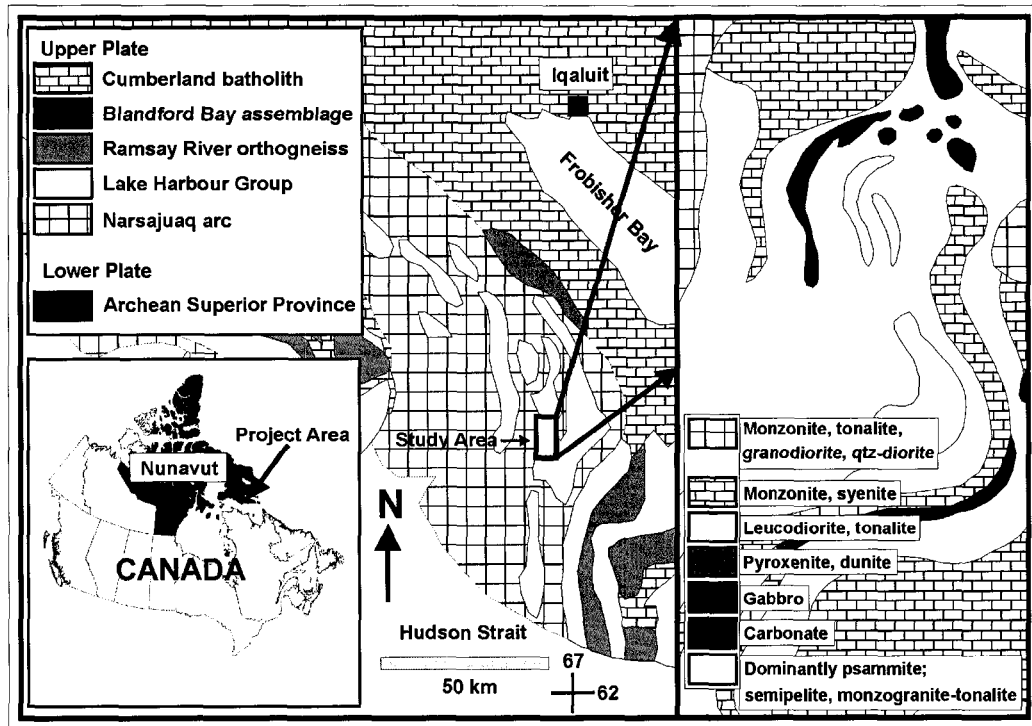 Upper Plate
Cumberland batholith
Blandford Bay assemblage
Ramsay River orthogneiss
Lake Harbour Group
Narsajuaq arc
Lower Plate
Archean Superior Province
Iqaluit
Frobisher Bay
Study Area
Project Area
Nunavut
CANADA
N
Hudson Strait
50 km
67
62
Monzonite, tonalite,
granodiorite, qtz-diorite
Monzonite, syenite
Leucodiorite, tonalite
Pyroxenite, dunite
Gabbro
Carbonate
Dominantly psammite;
semipelite, monzogranite-tonalite